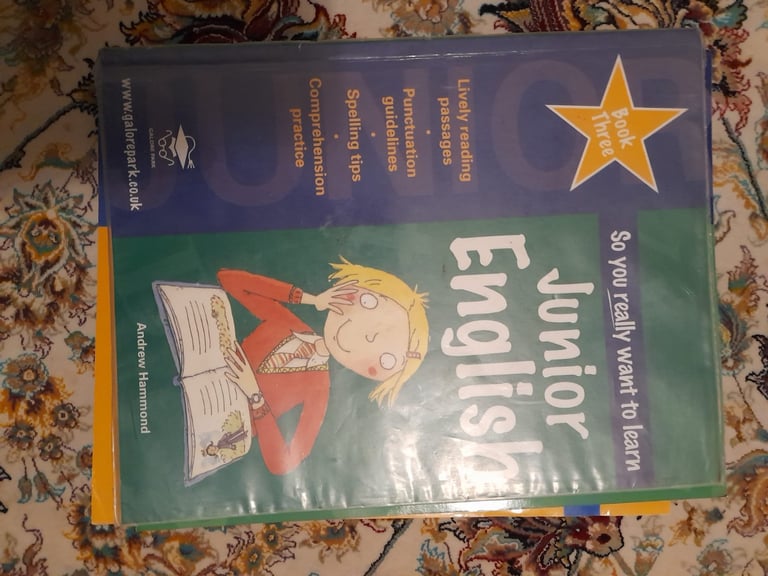 So you really want to learn
Junior
English
Book
Three
Lively reading
passages
•
Punctuation
guidelines
•
Spelling tips
•
Comprehension
practice
GALORE PARK
www.galorepark.co.uk
Andrew Hammond
JUNIOR